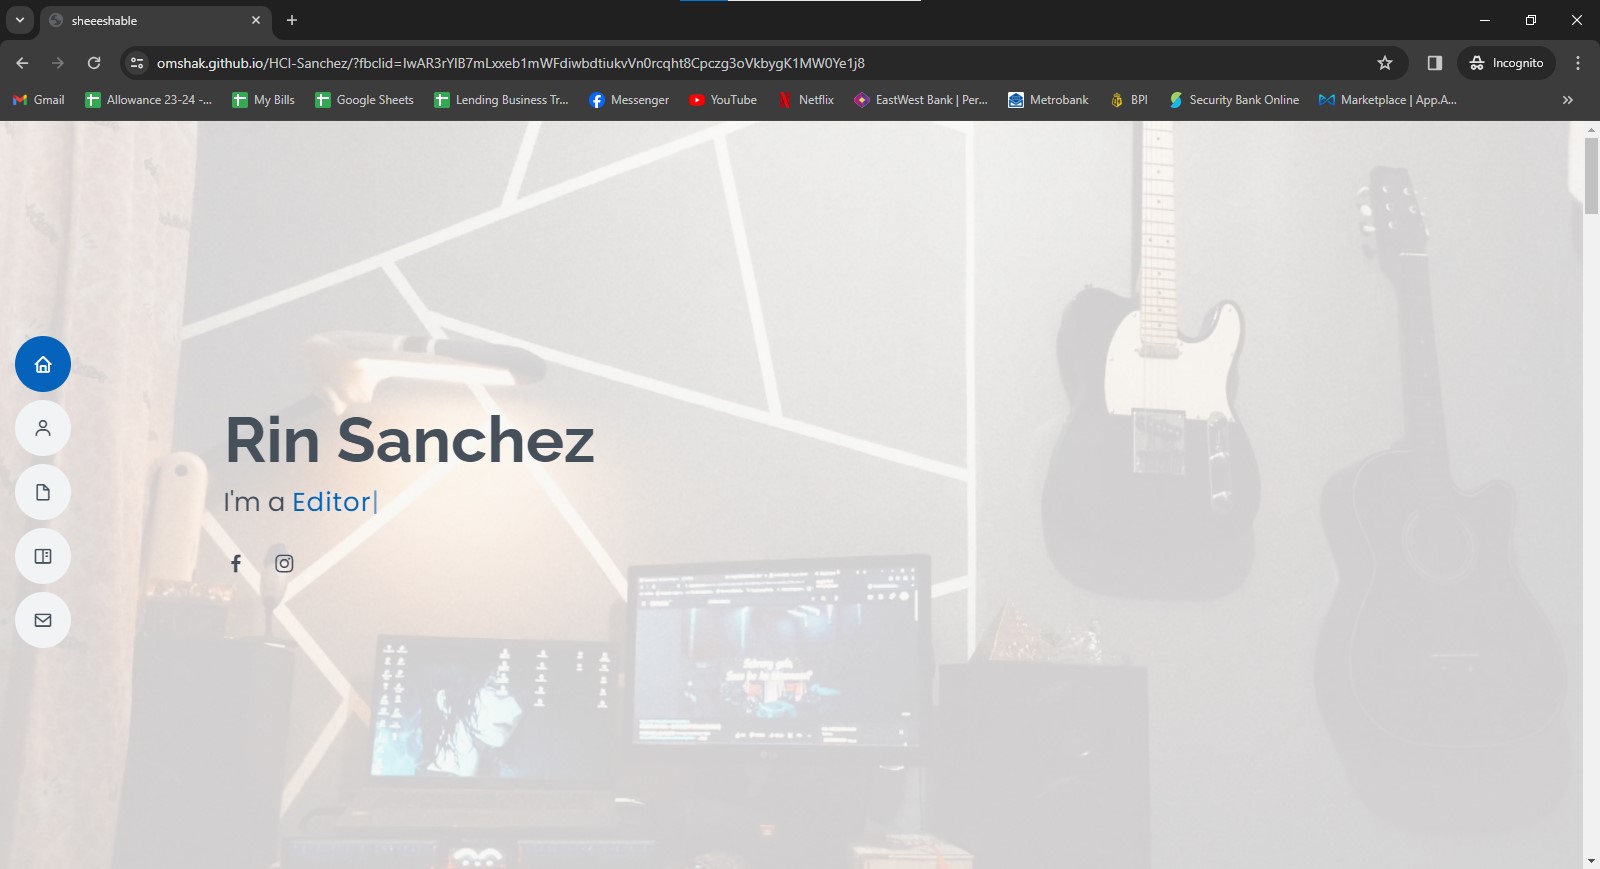 sheeeshable
omshak.github.io/HCI-Sanchez/?fbclid=IwAR3rYlB7mLxxeb1mWFdiwbdtiukvVn0rcqht8Cpczg3oVkbygK1MW0Ye1j8
Incognito
Gmail
Allowance 23-24 -...
My Bills
Google Sheets
Lending Business Tr...
Messenger
YouTube
Netflix
EastWest Bank | Per...
Metrobank
BPI
Security Bank Online
Marketplace | App.A...
Rin Sanchez
I'm a Editor